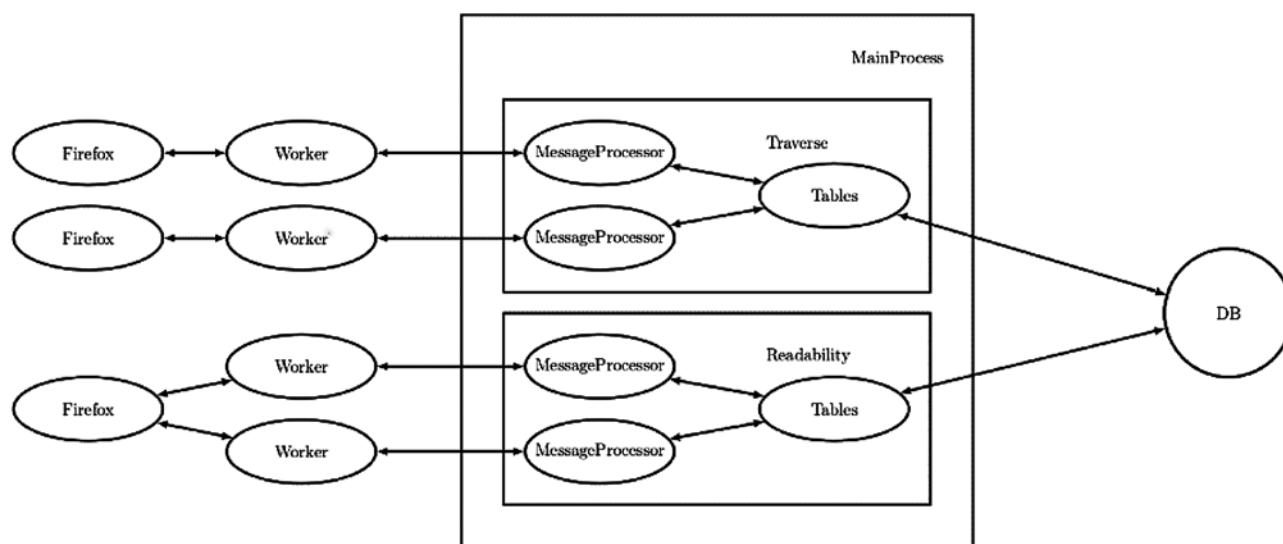 MainProcess
Traverse
Firefox
Worker
MessageProcessor
Tables
Firefox
Worker
MessageProcessor
DB
Readability
Worker
MessageProcessor
Firefox
Tables
Worker
MessageProcessor